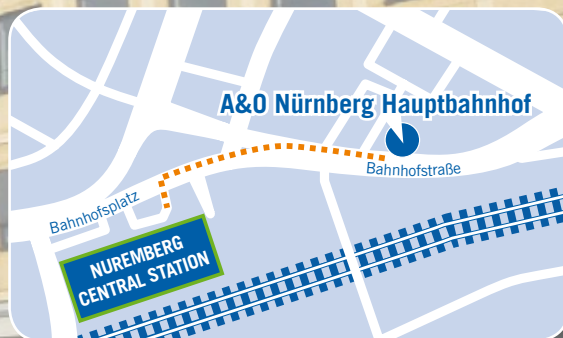 A&O Nürnberg Hauptbahnhof
Bahnhofstraße
Bahnhofsplatz
NUREMBERG
CENTRAL STATION